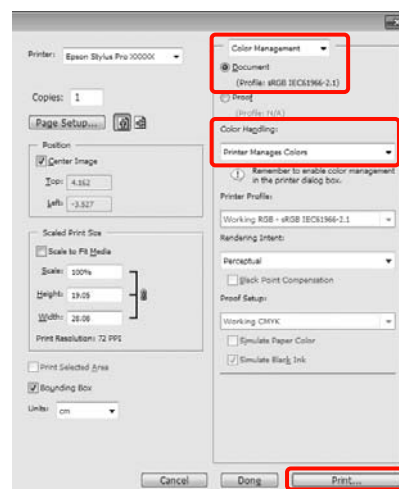 Printer: Epson Stylus Pro XXXXX
Copies: 1
Page Setup...
Position
Center Image
Top: 4.162
Left: -3.527
Scaled Print Size
Scale to Fit Media
Scale: 100%
Height: 19.05
Width: 28.08
Print Resolution: 72 PPI
Print Selected Area
Bounding Box
Units: cm
Color Management
Document
(Profile: sRGB IEC61966-2.1)
Proof
(Profile: N/A)
Color Handling:
Printer Manages Colors
Remember to enable color management
in the printer dialog box.
Printer Profile:
Working RGB - sRGB IEC61966-2.1
Rendering Intent:
Perceptual
Black Point Compensation
Proof Setup:
Working CMYK
Simulate Paper Color
Simulate Black Ink
Cancel
Done
Print...